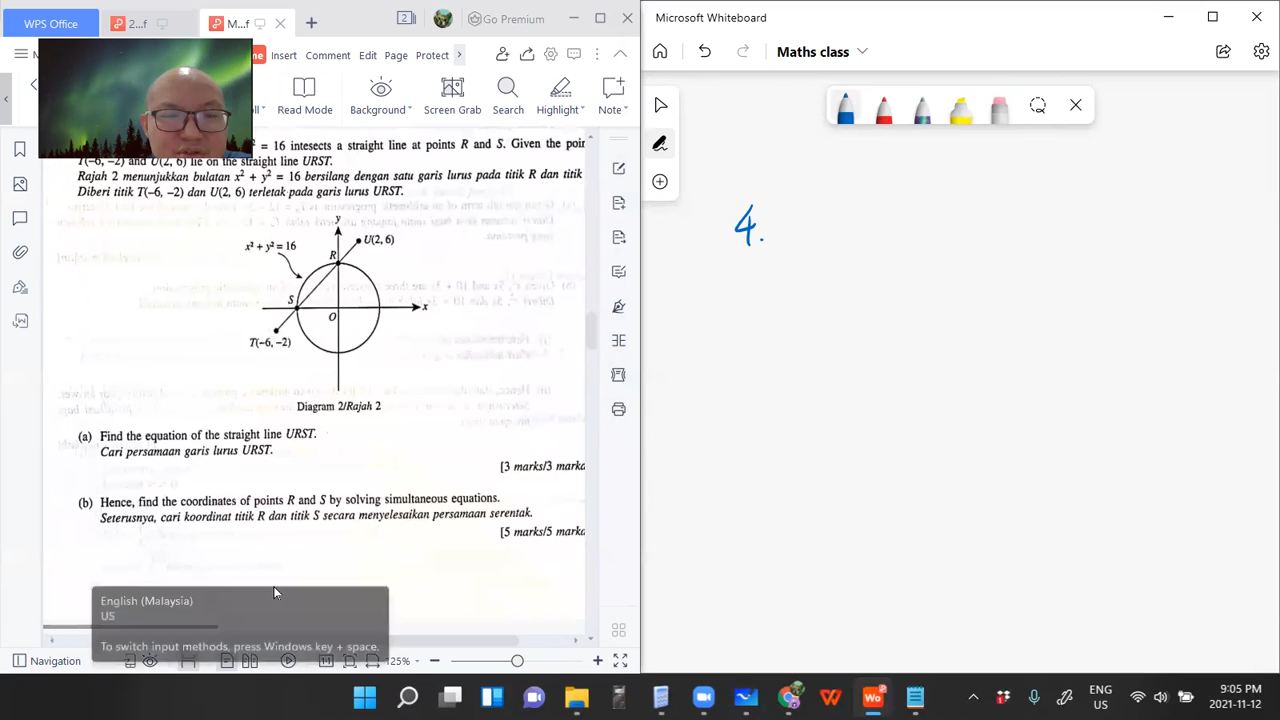 WPS Office
2...f
M...f
2
Go Premium
Insert
Comment
Edit
Page
Protect
Read Mode
Background
Screen Grab
Search
Highlight
Note
= 16 intesects a straight line at points R and S. Given the poin
T(−6, −2) and U(2, 6) lie on the straight line URST.
Rajah 2 menunjukkan bulatan x² + y² = 16 bersilang dengan satu garis lurus pada titik R dan titik
Diberi titik T(−6, −2) dan U(2, 6) terletak pada garis lurus URST.
y
U(2, 6)
x² + y² = 16
R
S
x
O
T(−6, −2)
Diagram 2/Rajah 2
(a) Find the equation of the straight line URST.
Cari persamaan garis lurus URST.
[3 marks/3 marka
(b) Hence, find the coordinates of points R and S by solving simultaneous equations.
Seterusnya, cari koordinat titik R dan titik S secara menyelesaikan persamaan serentak.
[5 marks/5 marka
English (Malaysia)
US
To switch input methods, press Windows key + space.
Navigation
125%
Microsoft Whiteboard
Maths class
4.
ENG
US
9:05 PM
2021-11-12